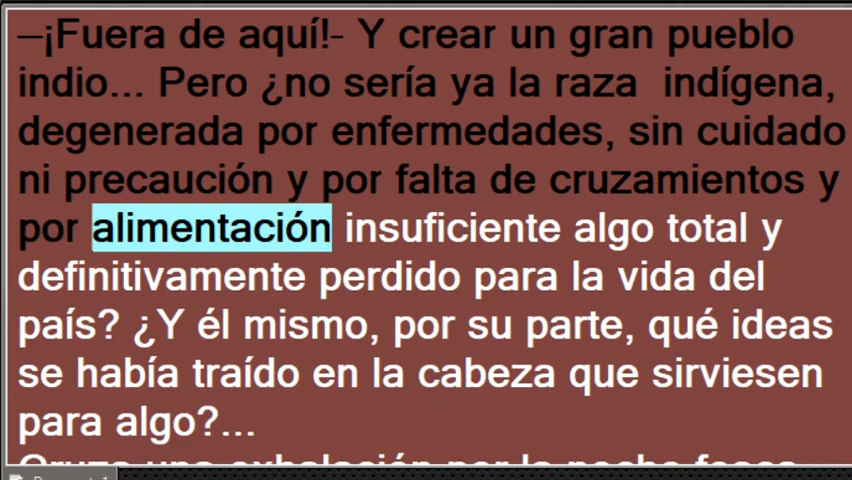 –¡Fuera de aquí!- Y crear un gran pueblo
indio... Pero ¿no sería ya la raza indígena,
degenerada por enfermedades, sin cuidado
ni precaución y por falta de cruzamientos y
por alimentación insuficiente algo total y
definitivamente perdido para la vida del
país? ¿Y él mismo, por su parte, qué ideas
se había traído en la cabeza que sirviesen
para algo?...